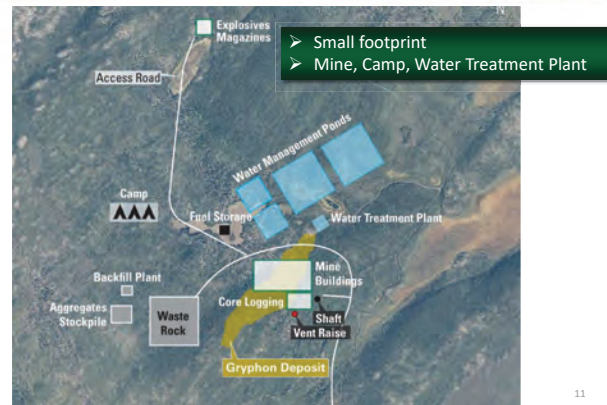 N
Explosives
Magazines
➢ Small footprint
➢ Mine, Camp, Water Treatment Plant
Access Road
Water Management Ponds
Camp
Fuel Storage
Water Treatment Plant
Backfill Plant
Mine
Buildings
Aggregates
Stockpile
Waste
Rock
Core Logging
Shaft
Vent Raise
Gryphon Deposit
11